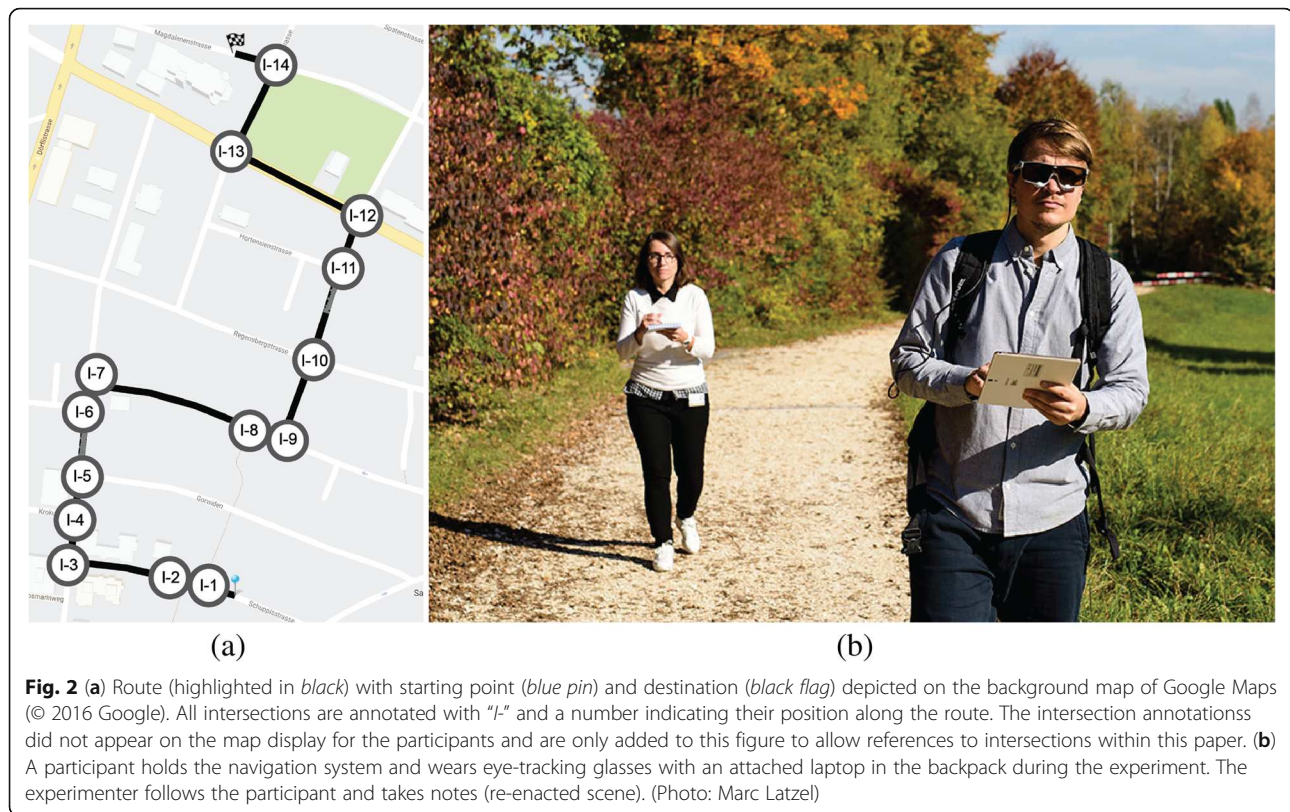 Magdalenenstrasse
Spatenstrasse
strasse
I-14
Dörflistrasse
I-13
I-12
Hortensienstrasse
I-11
Regensbergstrasse
I-10
I-7
I-6
I-8
I-9
I-5
Gorwiden
I-4
Krok
I-3
I-2
I-1
osmarinweg
Schuppisstrasse
Sa
(a)
(b)
Fig. 2 (a) Route (highlighted in black) with starting point (blue pin) and destination (black flag) depicted on the background map of Google Maps
(© 2016 Google). All intersections are annotated with “I-” and a number indicating their position along the route. The intersection annotationss
did not appear on the map display for the participants and are only added to this figure to allow references to intersections within this paper. (b)
A participant holds the navigation system and wears eye-tracking glasses with an attached laptop in the backpack during the experiment. The
experimenter follows the participant and takes notes (re-enacted scene). (Photo: Marc Latzel)